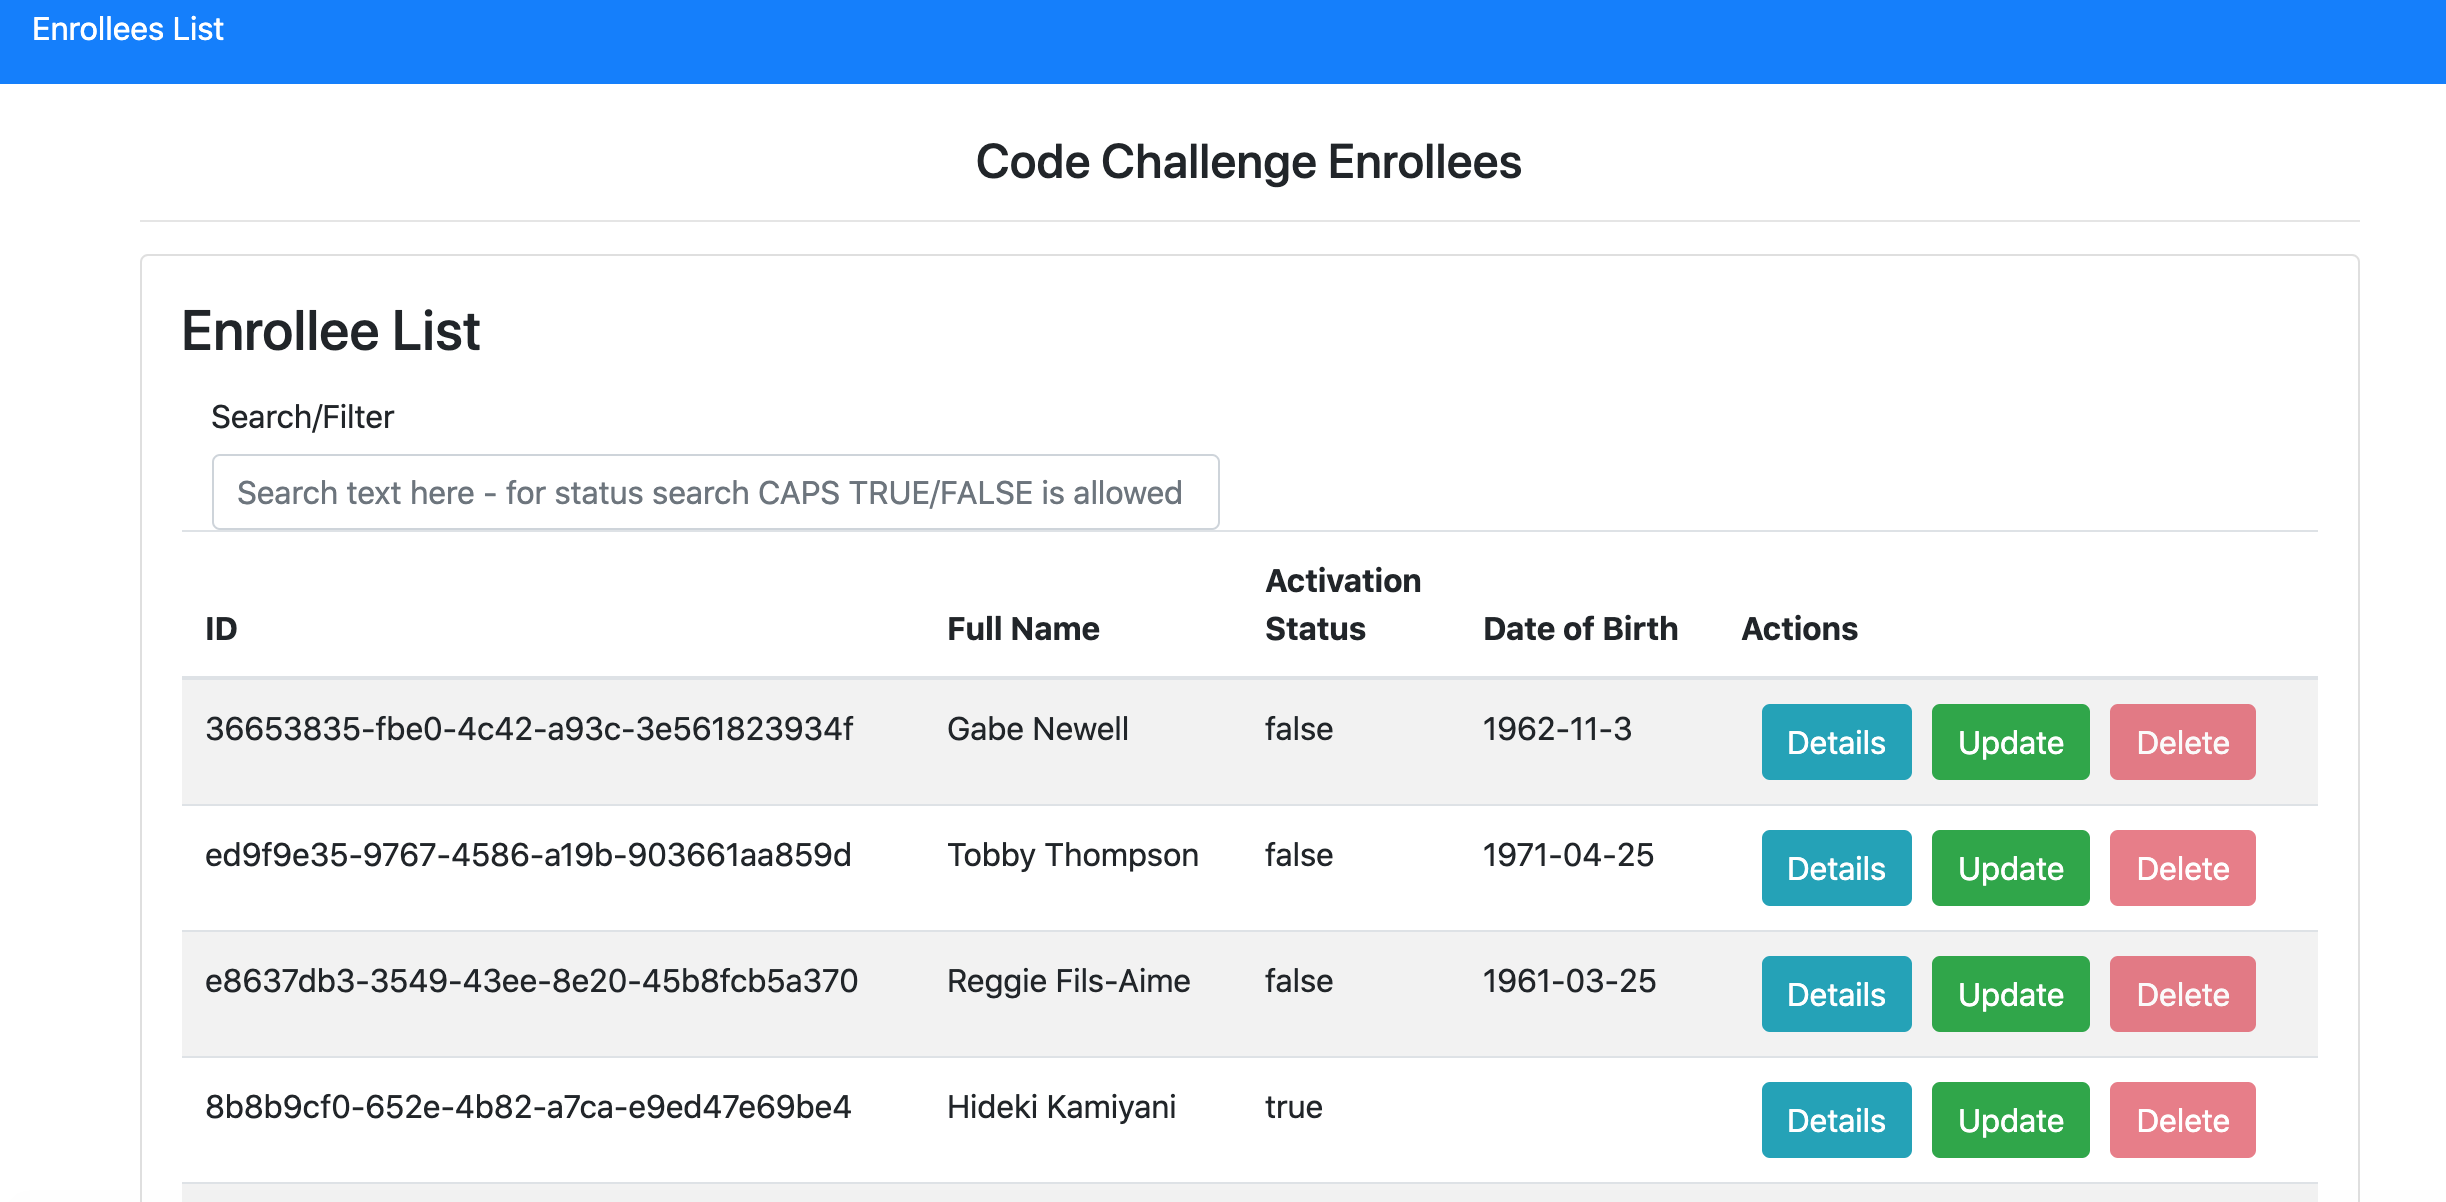 Enrollees List
Code Challenge Enrollees
Enrollee List
Search/Filter
Search text here - for status search CAPS TRUE/FALSE is allowed
ID Full Name Activation Status Date of Birth Actions
36653835-fbe0-4c42-a93c-3e561823934f Gabe Newell false 1962-11-3 Details Update Delete
ed9f9e35-9767-4586-a19b-903661aa859d Tobby Thompson false 1971-04-25 Details Update Delete
e8637db3-3549-43ee-8e20-45b8fcb5a370 Reggie Fils-Aime false 1961-03-25 Details Update Delete
8b8b9cf0-652e-4b82-a7ca-e9ed47e69be4 Hideki Kamiyani true Details Update Delete